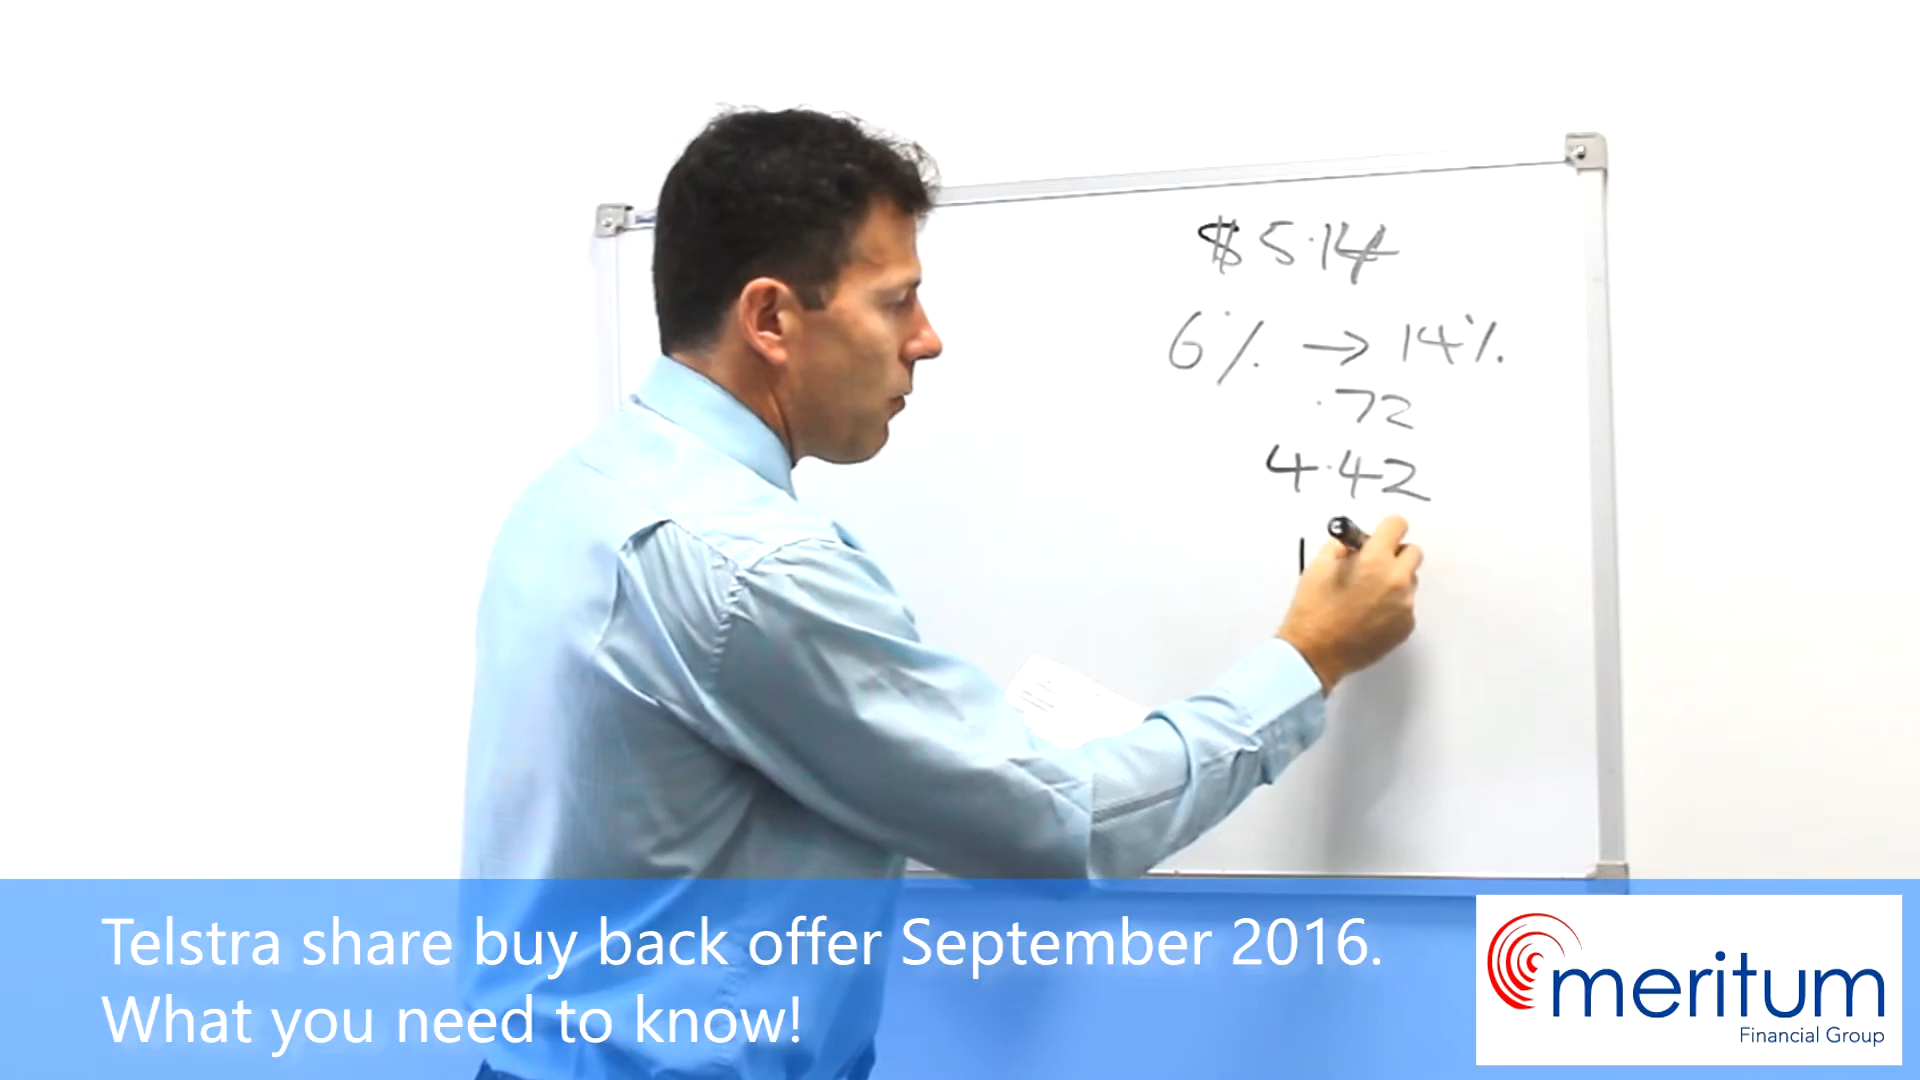 $5.14
6% → 14%
.72
4.42
Telstra share buy back offer September 2016.
What you need to know!
meritum
Financial Group